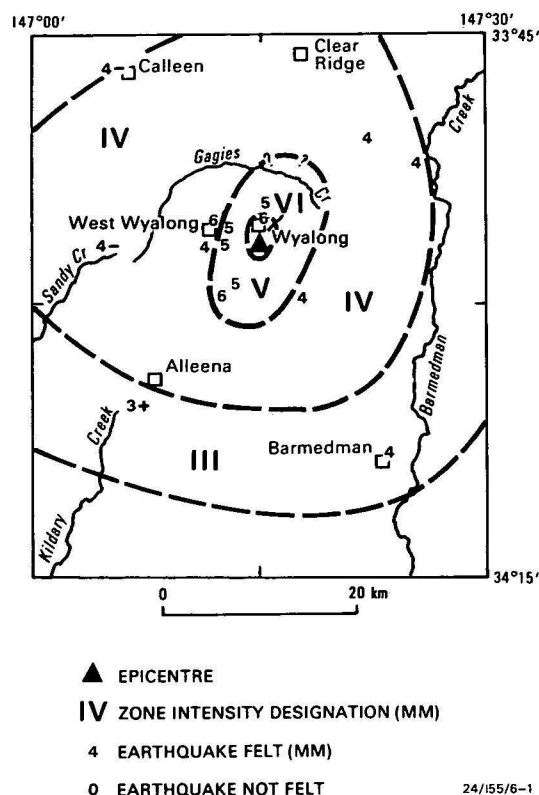 147°00'
147°30'
33°45'
4– Calleen
Clear
Ridge
Creek
IV
4
Gagies
0
?
4
Cr
5
VI
6
West Wyalong
6
5
Wyalong
4
5
4–
Sandy Cr
5
V
6
4
IV
Barmedman
Alleena
3+
Creek
III
Barmedman
4
Kildary
34°15'
0
20 km
EPICENTRE
IV ZONE INTENSITY DESIGNATION (MM)
4 EARTHQUAKE FELT (MM)
0 EARTHQUAKE NOT FELT
24/I55/6–1